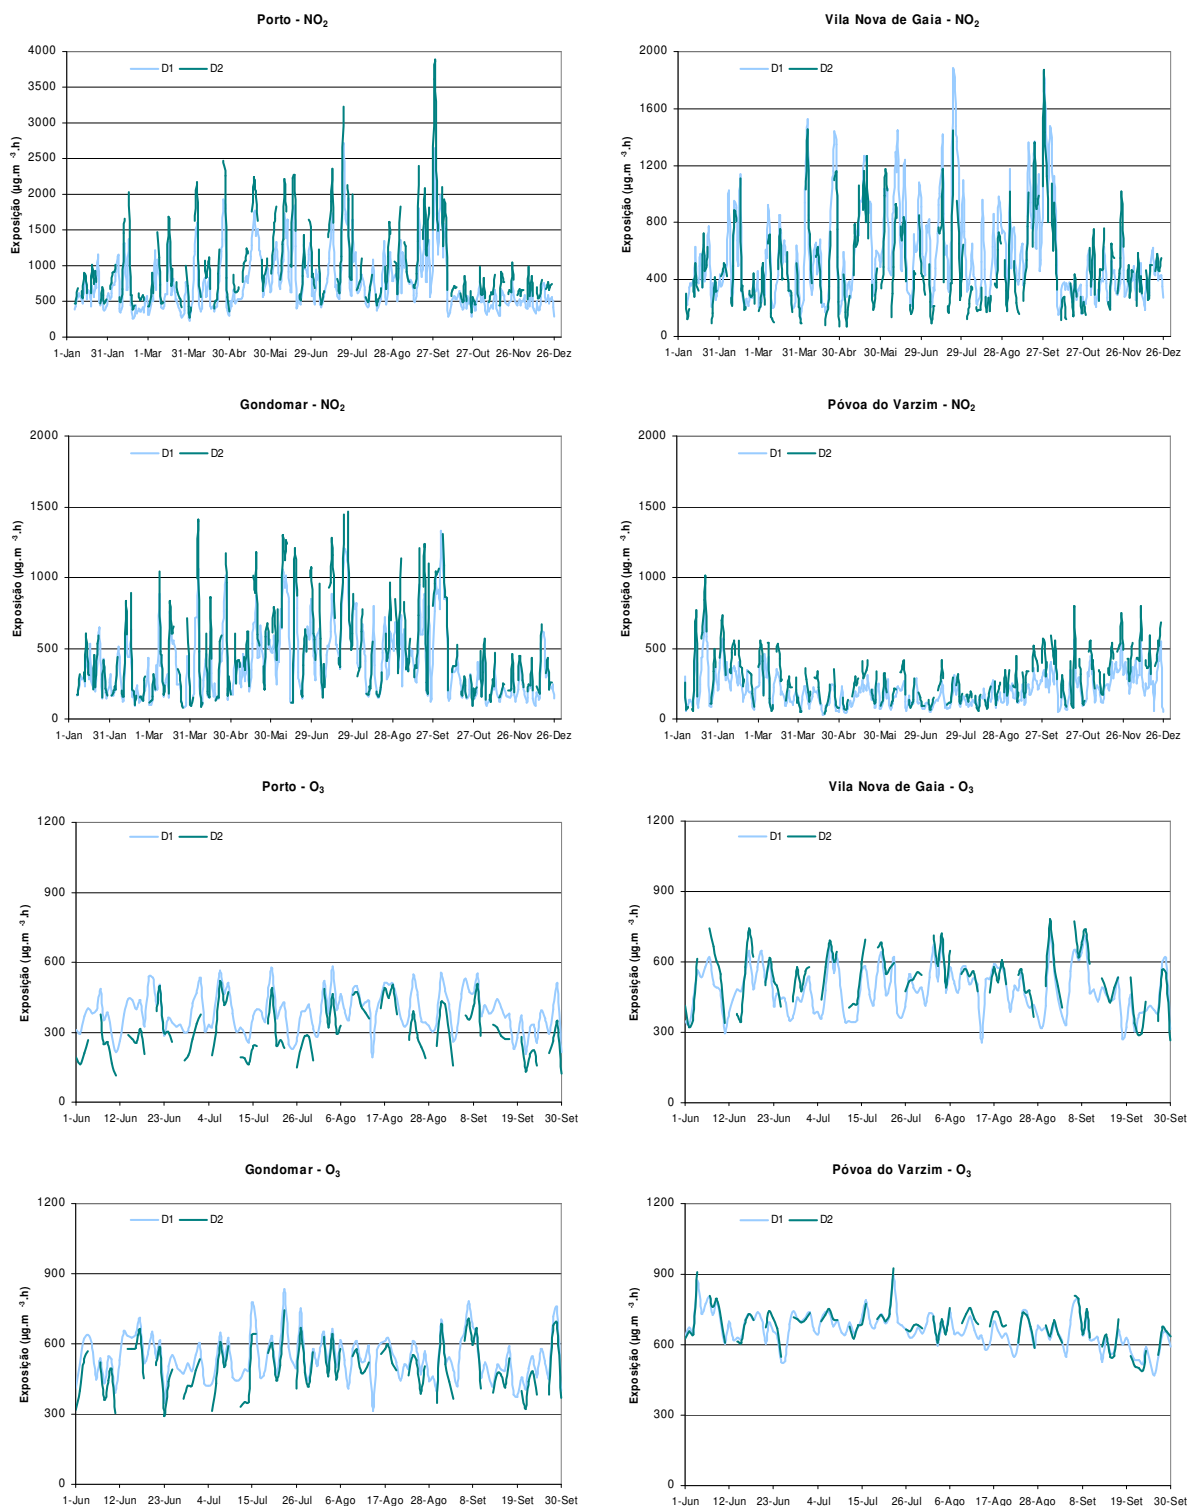 Porto - NO2
4000
3500
3000
2500
2000
1500
1000
500
0
Exposição (µg.m -3.h)
D1 D2
1-Jan 31-Jan 1-Mar 31-Mar 30-Abr 30-Mai 29-Jun 29-Jul 28-Ago 27-Set 27-Out 26-Nov 26-Dez
Vila Nova de Gaia - NO2
2000
1600
1200
800
400
0
Exposição (µg.m -3.h)
D1 D2
1-Jan 31-Jan 1-Mar 31-Mar 30-Abr 30-Mai 29-Jun 29-Jul 28-Ago 27-Set 27-Out 26-Nov 26-Dez
Gondomar - NO2
2000
1500
1000
500
0
Exposição (µg.m -3.h)
D1 D2
1-Jan 31-Jan 1-Mar 31-Mar 30-Abr 30-Mai 29-Jun 29-Jul 28-Ago 27-Set 27-Out 26-Nov 26-Dez
Póvoa do Varzim - NO2
2000
1500
1000
500
0
Exposição (µg.m -3.h)
D1 D2
1-Jan 31-Jan 1-Mar 31-Mar 30-Abr 30-Mai 29-Jun 29-Jul 28-Ago 27-Set 27-Out 26-Nov 26-Dez
Porto - O3
1200
900
600
300
0
Exposição (µg.m -3.h)
D1 D2
1-Jun 12-Jun 23-Jun 4-Jul 15-Jul 26-Jul 6-Ago 17-Ago 28-Ago 8-Set 19-Set 30-Set
Vila Nova de Gaia - O3
1200
900
600
300
0
Exposição (µg.m -3.h)
D1 D2
1-Jun 12-Jun 23-Jun 4-Jul 15-Jul 26-Jul 6-Ago 17-Ago 28-Ago 8-Set 19-Set 30-Set
Gondomar - O3
1200
900
600
300
0
Exposição (µg.m -3.h)
D1 D2
1-Jun 12-Jun 23-Jun 4-Jul 15-Jul 26-Jul 6-Ago 17-Ago 28-Ago 8-Set 19-Set 30-Set
Póvoa do Varzim - O3
1200
900
600
300
0
Exposição (µg.m -3.h)
D1 D2
1-Jun 12-Jun 23-Jun 4-Jul 15-Jul 26-Jul 6-Ago 17-Ago 28-Ago 8-Set 19-Set 30-Set